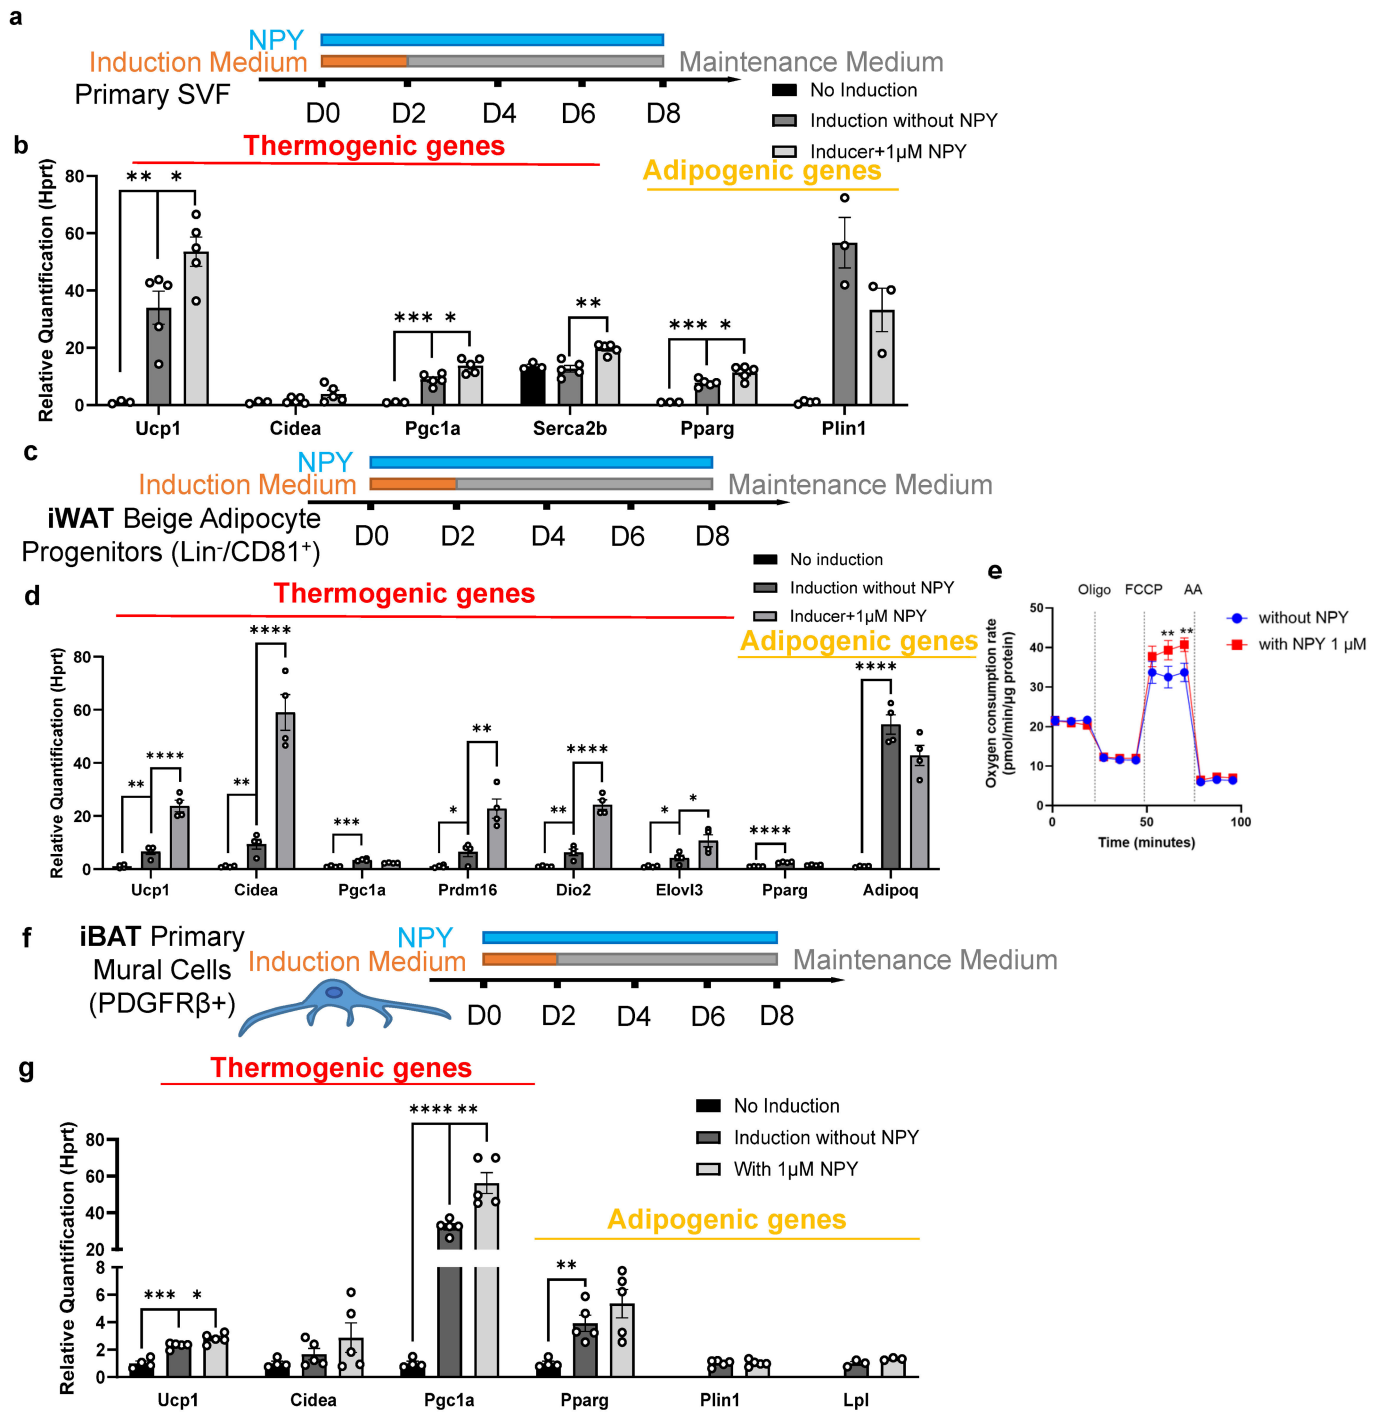 a
NPY
Induction Medium
Maintenance Medium
Primary SVF
D0 D2 D4 D6 D8
No Induction
Induction without NPY
Inducer+1μM NPY
b
Thermogenic genes
Adipogenic genes
Relative Quantification (Hprt)
80
60
40
20
0
** *
*** *
**
*** *
Ucp1 Cidea Pgc1a Serca2b Pparg Plin1
c
NPY
Induction Medium
Maintenance Medium
iWAT Beige Adipocyte
Progenitors (Lin-/CD81+)
D0 D2 D4 D6 D8
No induction
Induction without NPY
Inducer+1μM NPY
d
Thermogenic genes
Adipogenic genes
Relative Quantification (Hprt)
80
60
40
20
0
** ****
** ****
***
* **
** ****
* *
****
****
Ucp1 Cidea Pgc1a Prdm16 Dio2 Elovl3 Pparg Adipoq
e
Oligo FCCP AA
without NPY
with NPY 1 μM
Oxygen consumption rate
(pmol/min/μg protein)
50
40
30
20
10
0
** **
0 50 100
Time (minutes)
f
iBAT Primary
Mural Cells
(PDGFRβ+)
NPY
Induction Medium
Maintenance Medium
D0 D2 D4 D6 D8
g
Thermogenic genes
No Induction
Induction without NPY
With 1μM NPY
Adipogenic genes
Relative Quantification (Hprt)
80
60
40
20
8
6
4
2
0
*** *
**** **
**
Ucp1 Cidea Pgc1a Pparg Plin1 Lpl